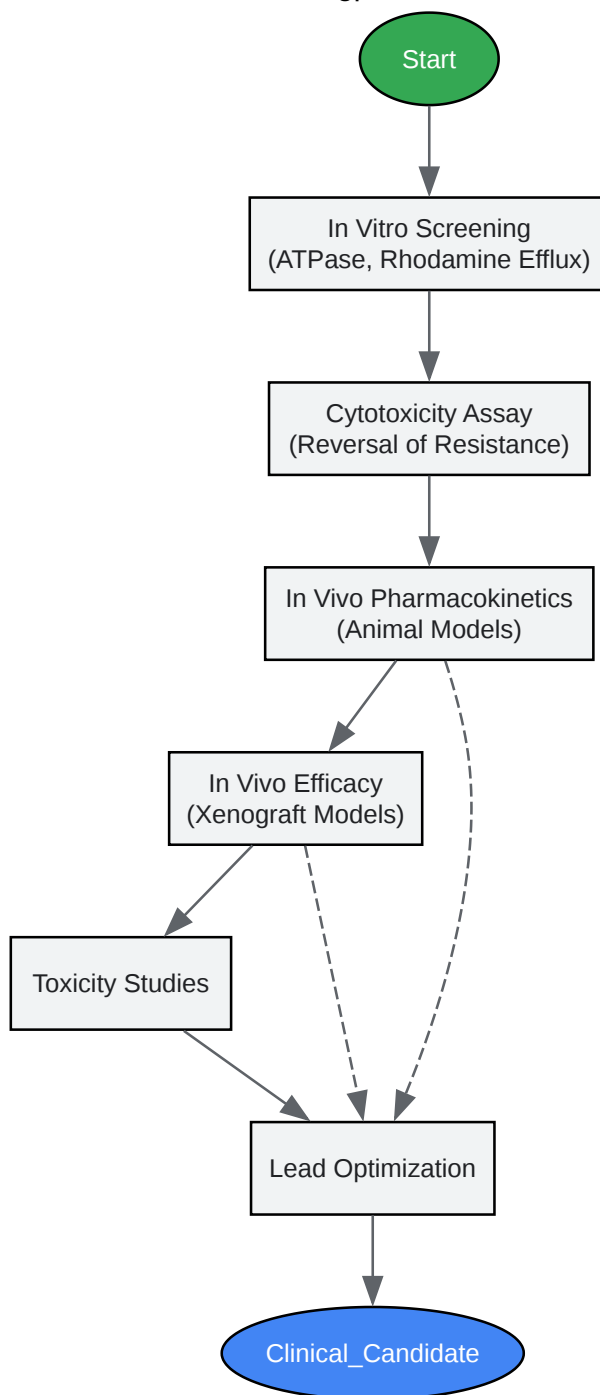 Start
In Vitro Screening
(ATPase, Rhodamine Efflux)
Cytotoxicity Assay
(Reversal of Resistance)
In Vivo Pharmacokinetics
(Animal Models)
In Vivo Efficacy
(Xenograft Models)
Toxicity Studies
Lead Optimization
Clinical_Candidate